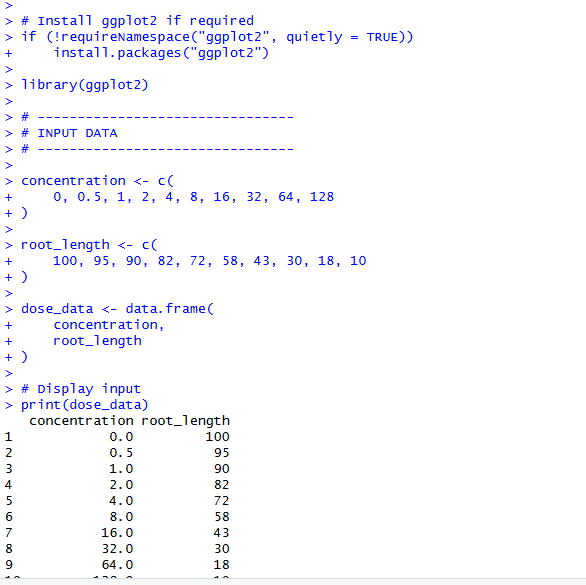 >
> # Install ggplot2 if required
> if (!requireNamespace("ggplot2", quietly = TRUE))
+     install.packages("ggplot2")
>
> library(ggplot2)
>
> # --------------------------------
> # INPUT DATA
> # --------------------------------
>
> concentration <- c(
+     0, 0.5, 1, 2, 4, 8, 16, 32, 64, 128
+ )
>
> root_length <- c(
+     100, 95, 90, 82, 72, 58, 43, 30, 18, 10
+ )
>
> dose_data <- data.frame(
+     concentration,
+     root_length
+ )
>
> # Display input
> print(dose_data)
   concentration root_length
1            0.0         100
2            0.5          95
3            1.0          90
4            2.0          82
5            4.0          72
6            8.0          58
7           16.0          43
8           32.0          30
9           64.0          18